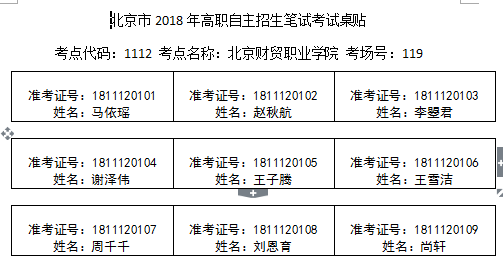 北京市 2018 年高职自主招生笔试考试桌贴
考点代码：1112 考点名称：北京财贸职业学院 考场号：119
准考证号：1811120101 准考证号：1811120102 准考证号：1811120103
姓名：马依瑶 姓名：赵秋航 姓名：李曌君
准考证号：1811120104 准考证号：1811120105 准考证号：1811120106
姓名：谢泽伟 姓名：王子腾 姓名：王雪洁
准考证号：1811120107 准考证号：1811120108 准考证号：1811120109
姓名：周千千 姓名：刘恩育 姓名：尚轩